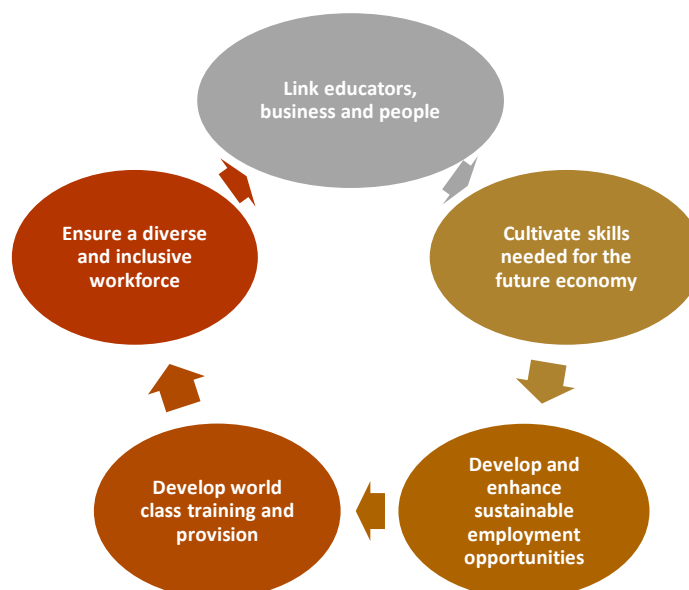 Link educators,
business and people
Cultivate skills
needed for the
future economy
Develop and
enhance
sustainable
employment
opportunities
Develop world
class training and
provision
Ensure a diverse
and inclusive
workforce